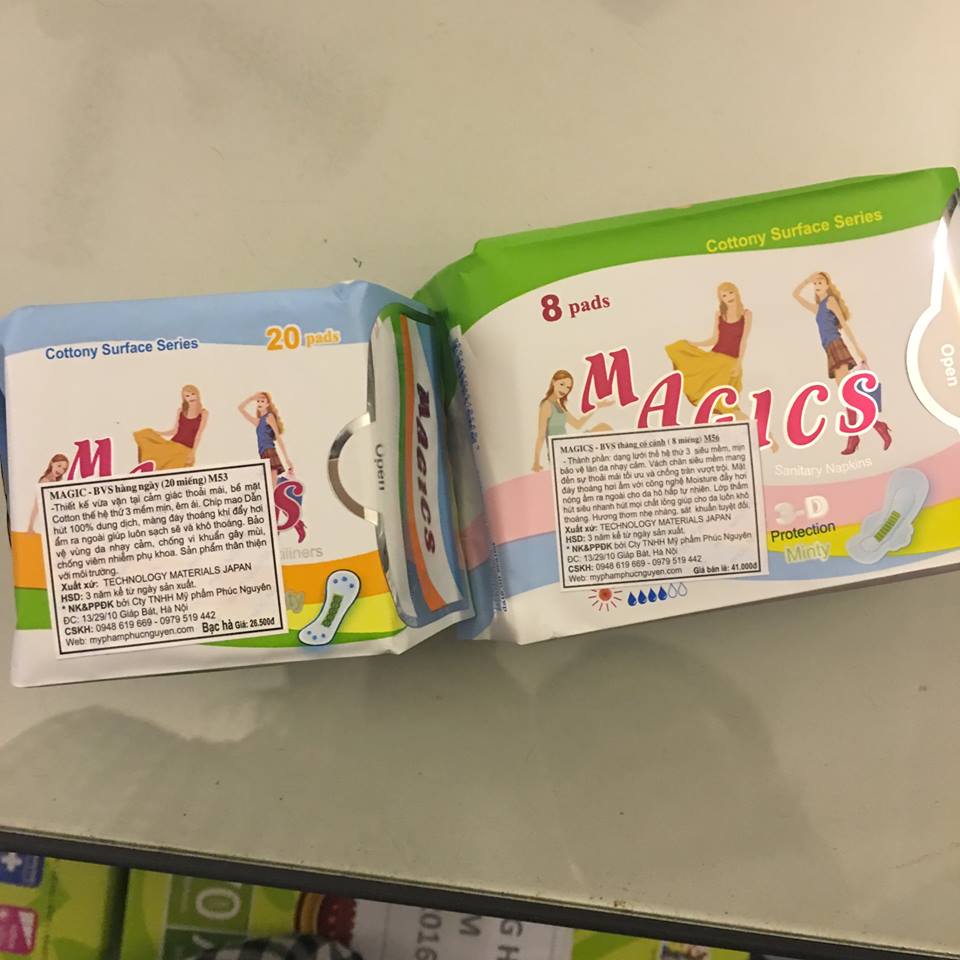 Cottony Surface Series
20 pads
Open
MAGICS
MAGIC - BVS hàng ngày (20 miếng) M53
-Thiết kế vừa vặn tại cảm giác thoải mái, bề mặt
Cotton thế hệ thứ 3 mềm mịn, êm ái. Chip mao Dẫn
hút 100% dung dịch, màng đáy thoáng khí đẩy hơi
ẩm ra ngoài giúp luôn sạch sẽ và khô thoáng. Bảo
vệ vùng da nhạy cảm, chống vi khuẩn gây mùi,
chống viêm nhiễm phụ khoa. Sản phẩm thân thiện
với môi trường.
Xuất xứ: TECHNOLOGY MATERIALS JAPAN
HSD: 3 năm kể từ ngày sản xuất.
* NK&PPĐK bởi Cty TNHH Mỹ phẩm Phúc Nguyên
ĐC: 13/29/10 Giáp Bát, Hà Nội
CSKH: 0948 619 669 - 0979 519 442
Web: myphamphucnguyen.com Bạc hà Giá: 26.500đ
Cottony Surface Series
8 pads
Open
MAGICS
Sanitary Napkins
3-D
Protection
Minty
MAGICS - BVS tháng có cánh ( 8 miếng) M56
- Thành phần: dạng lưới thế hệ thứ 3 siêu mềm, mịn
bảo vệ làn da nhạy cảm. Vách chân siêu mềm mang
đến sự thoải mái tối ưu và chống tràn vượt trội. Mặt
đáy thoáng hơi ẩm với công nghệ Moisture đẩy hơi
nóng ẩm ra ngoài cho da hô hấp tự nhiên. Lớp thấm
hút siêu nhanh hút mọi chất lỏng giúp cho da luôn khô
thoáng. Hương thơm nhẹ nhàng, sát khuẩn tuyệt đối.
Xuất xứ: TECHNOLOGY MATERIALS JAPAN
HSD: 3 năm kể từ ngày sản xuất.
* NK&PPĐK bởi Cty TNHH Mỹ phẩm Phúc Nguyên
ĐC: 13/29/10 Giáp Bát, Hà Nội
CSKH: 0948 619 669 - 0979 519 442
Web: myphamphucnguyen.com Giá bán lẻ: 41.000đ